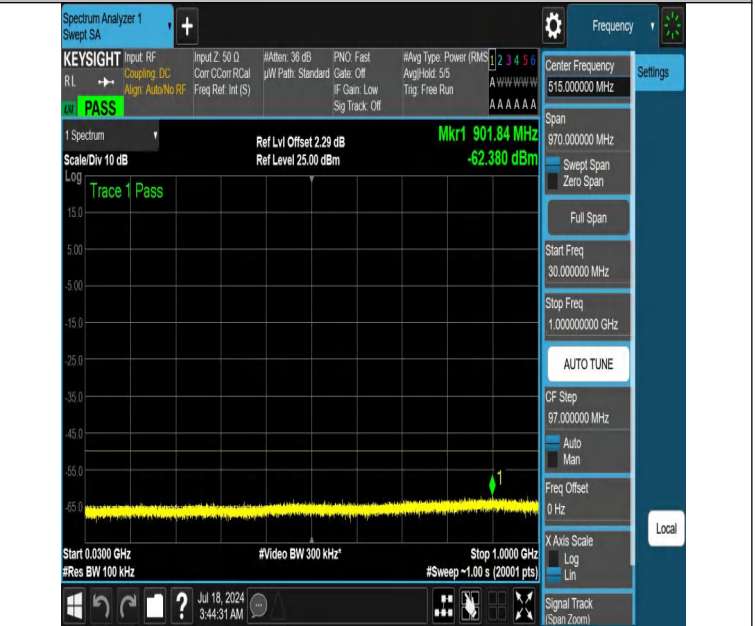 Spectrum Analyzer 1
Swept SA
+
Frequency
KEYSIGHT
RL
PASS
Input: RF
Coupling: DC
Align: Auto/No RF
Input Z: 50 Ω
Corr CCorr RCal
Freq Ref: Int (S)
#Atten: 36 dB
µW Path: Standard
PNO: Fast
Gate: Off
IF Gain: Low
Sig Track: Off
#Avg Type: Power (RMS
Avg|Hold: 5/5
Trig: Free Run
1 2 3 4 5 6
A W W W W W
A A A A A A
1 Spectrum
Scale/Div 10 dB
Ref Lvl Offset 2.29 dB
Ref Level 25.00 dBm
Mkr1 901.84 MHz
-62.380 dBm
Log
Trace 1 Pass
15.0
5.00
-5.00
-15.0
-25.0
-35.0
-45.0
-55.0
-65.0
1
Start 0.0300 GHz
#Res BW 100 kHz
#Video BW 300 kHz*
Stop 1.0000 GHz
#Sweep ~1.00 s (20001 pts)
Jul 18, 2024
3:44:31 AM
?
Center Frequency
515.000000 MHz
Settings
Span
970.000000 MHz
Swept Span
Zero Span
Full Span
Start Freq
30.000000 MHz
Stop Freq
1.000000000 GHz
AUTO TUNE
CF Step
97.000000 MHz
Auto
Man
Freq Offset
0 Hz
X Axis Scale
Log
Lin
Local
Signal Track
(Span Zoom)